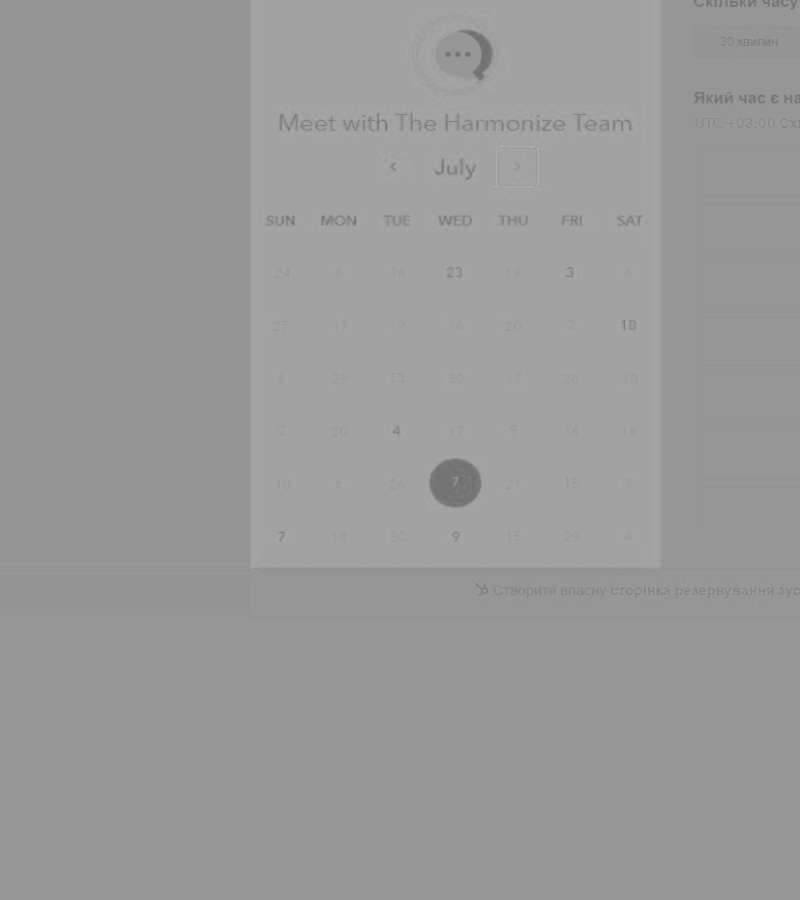 Скільки часу
30 хвилин
Meet with The Harmonize Team
Який час є на
UTC +03:00 Схі
July
SUN MON TUE WED THU FRI SAT
24 6 16 23 19 3 6
27 17 19 16 20 2 10
6 29 13 30 17 28 10
2 20 4 17 9 16 18
18 6 26 7 21 15 8
7 18 30 9 15 29 4
Створити власну сторінка резервування зус